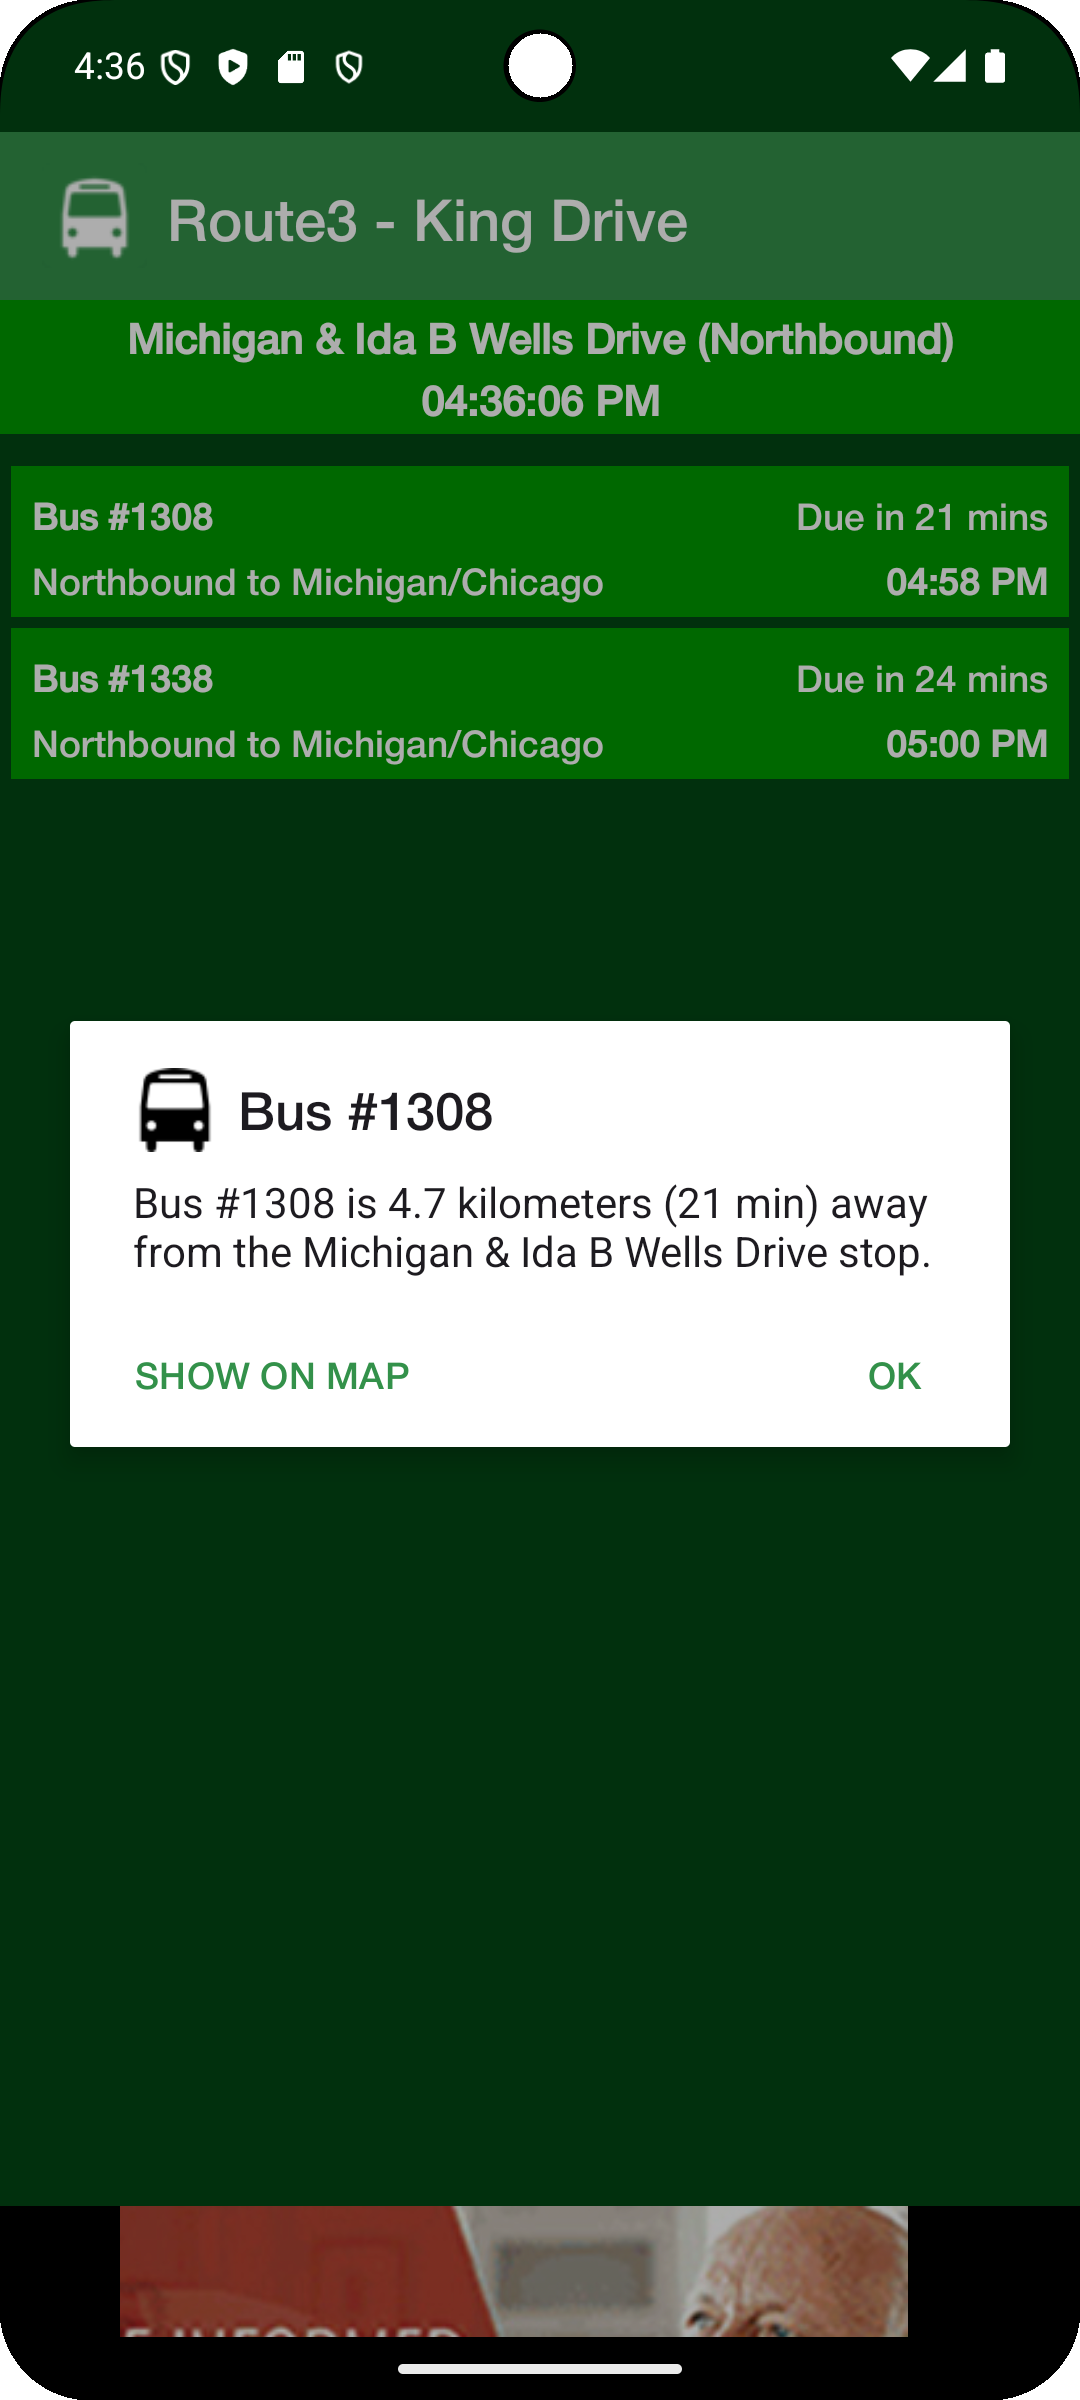 4:36
Route3 - King Drive
Michigan & Ida B Wells Drive (Northbound)
04:36:06 PM
Bus #1308
Due in 21 mins
Northbound to Michigan/Chicago
04:58 PM
Bus #1338
Due in 24 mins
Northbound to Michigan/Chicago
05:00 PM
Bus #1308
Bus #1308 is 4.7 kilometers (21 min) away
from the Michigan & Ida B Wells Drive stop.
SHOW ON MAP
OK